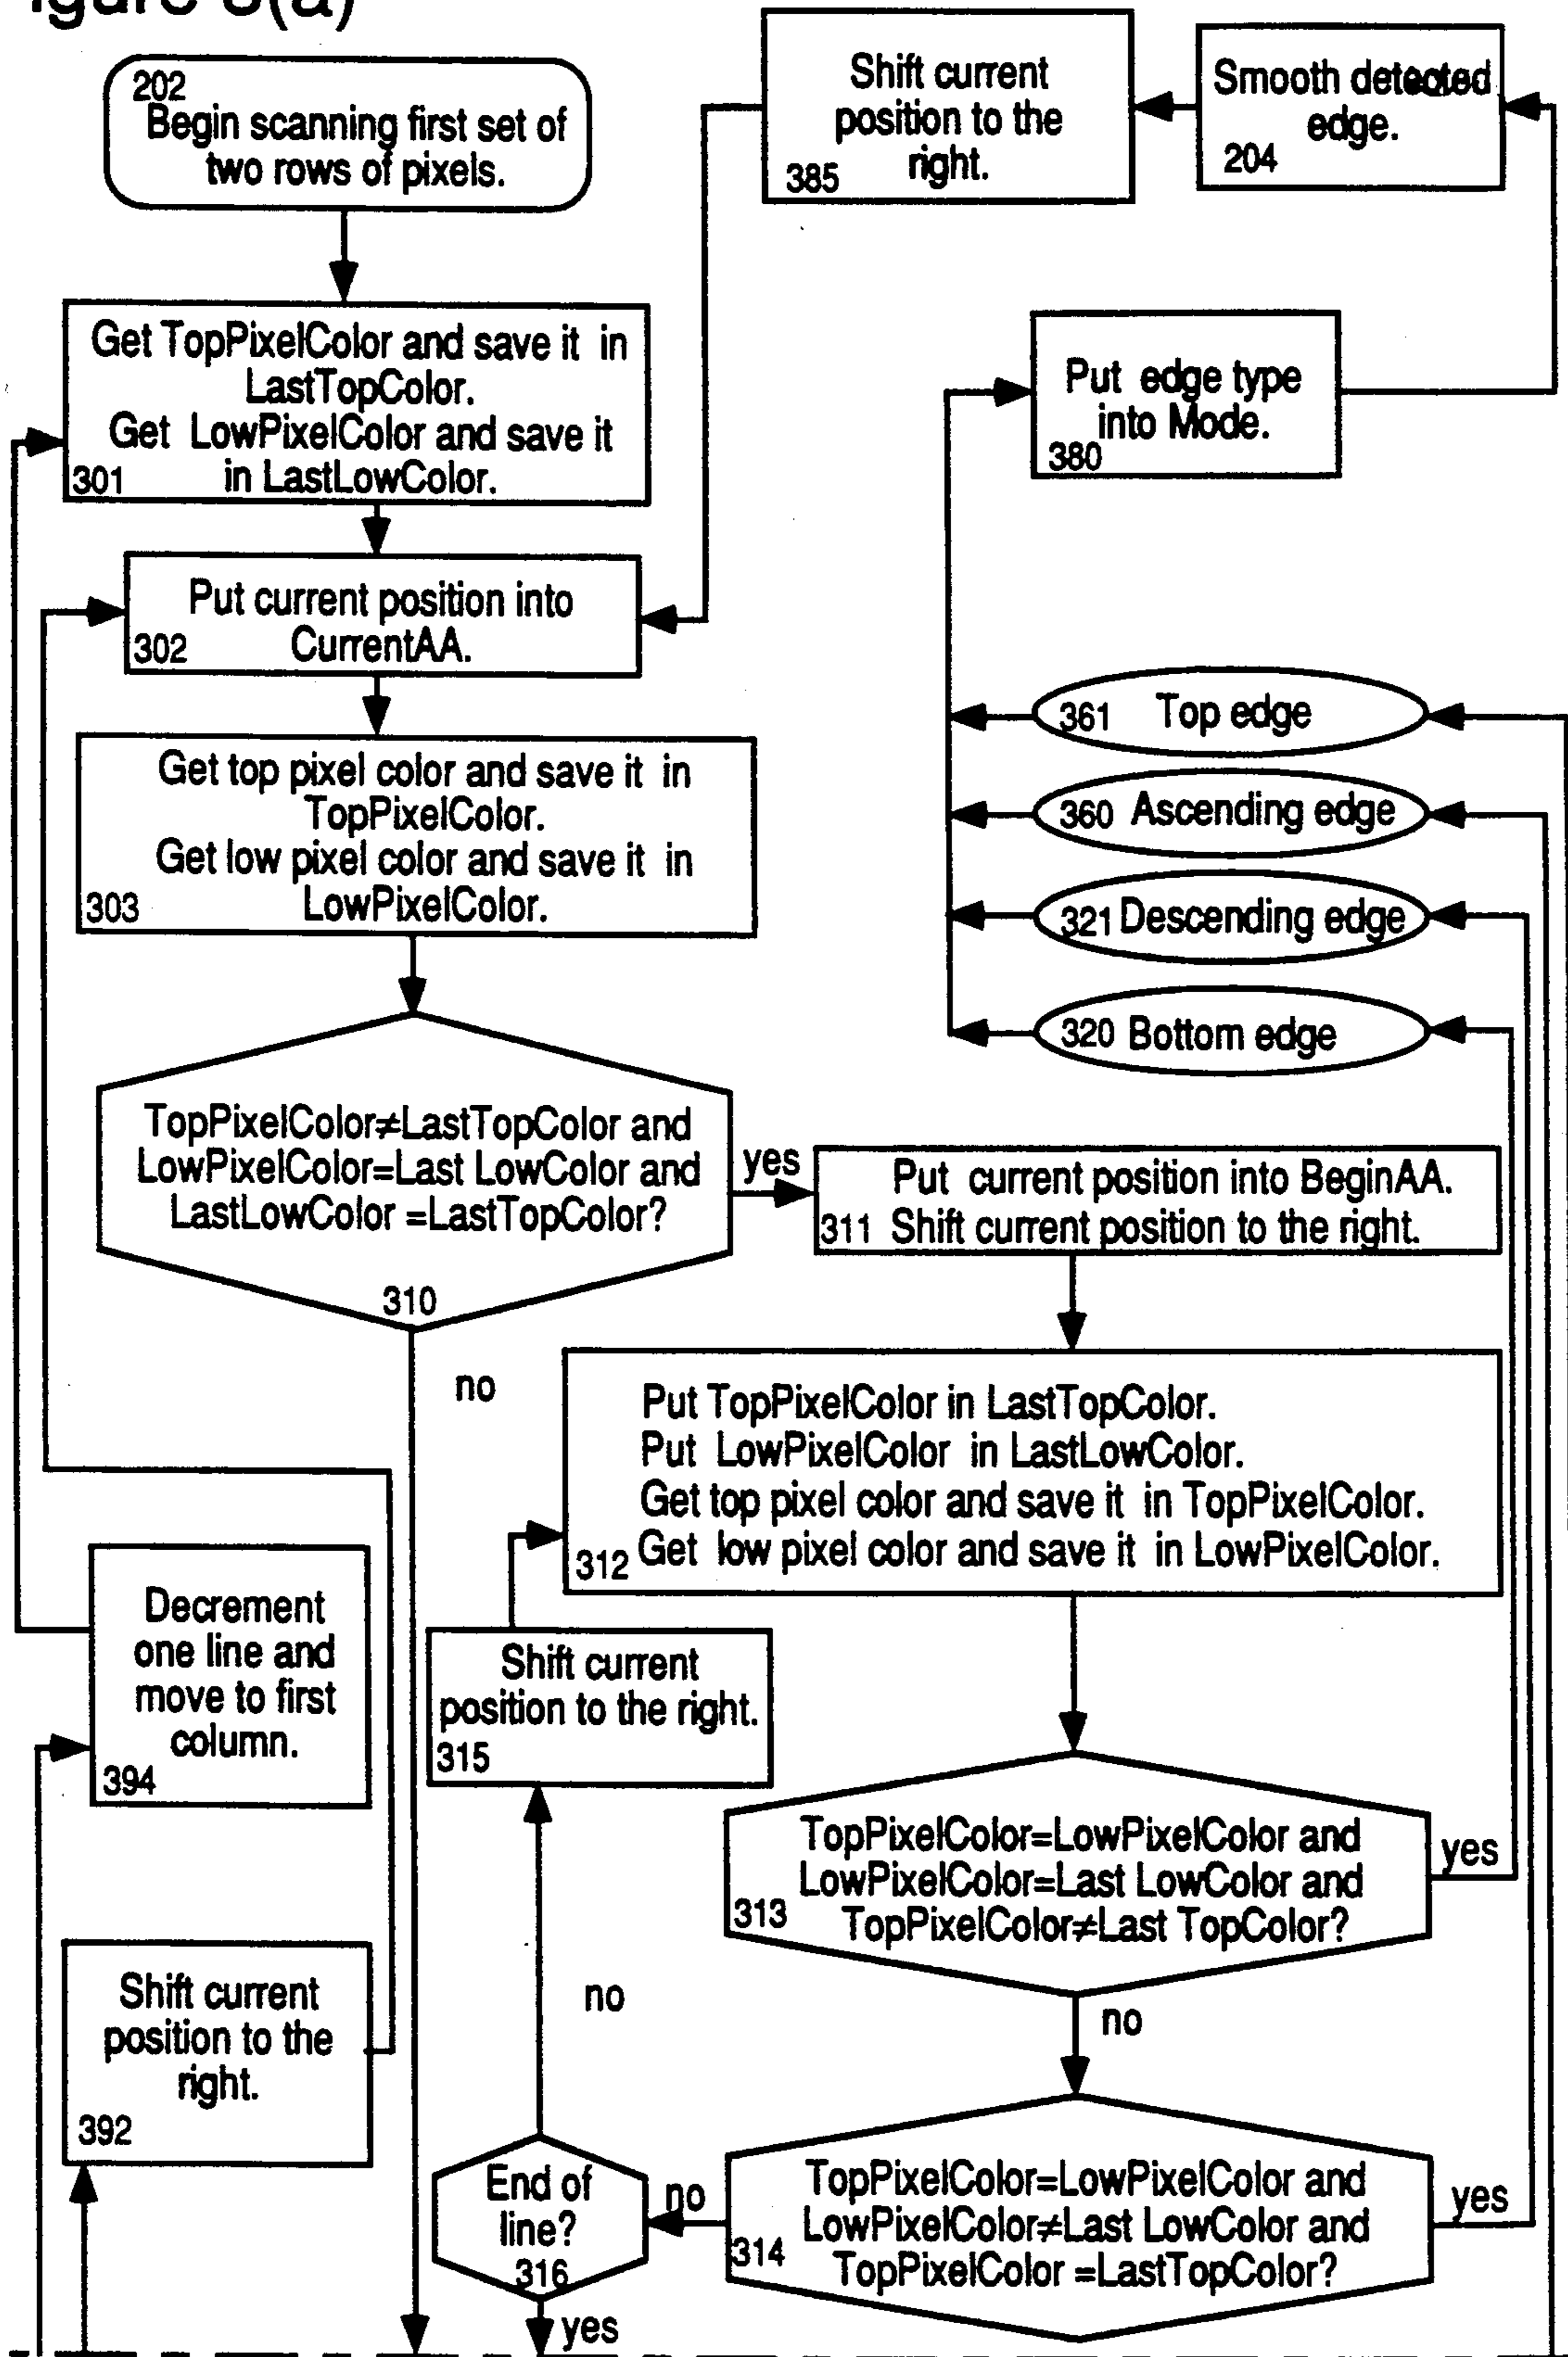 igure 3(a)
202
Begin scanning first set of
two rows of pixels.
Shift current
position to the
right.
385
Smooth detected
edge.
204
Get TopPixelColor and save it in
LastTopColor.
Get LowPixelColor and save it
in LastLowColor.
301
Put edge type
into Mode.
380
Put current position into
CurrentAA.
302
361 Top edge
360 Ascending edge
321 Descending edge
320 Bottom edge
Get top pixel color and save it in
TopPixelColor.
Get low pixel color and save it in
LowPixelColor.
303
TopPixelColor≠LastTopColor and
LowPixelColor=Last LowColor and
LastLowColor =LastTopColor?
310
yes
no
Put current position into BeginAA.
311 Shift current position to the right.
Put TopPixelColor in LastTopColor.
Put LowPixelColor in LastLowColor.
Get top pixel color and save it in TopPixelColor.
312 Get low pixel color and save it in LowPixelColor.
Decrement
one line and
move to first
column.
394
Shift current
position to the right.
315
TopPixelColor=LowPixelColor and
LowPixelColor=Last LowColor and
313 TopPixelColor≠Last TopColor?
yes
no
no
Shift current
position to the
right.
392
End of
line?
316
no
yes
TopPixelColor=LowPixelColor and
LowPixelColor≠Last LowColor and
314 TopPixelColor =LastTopColor?
yes